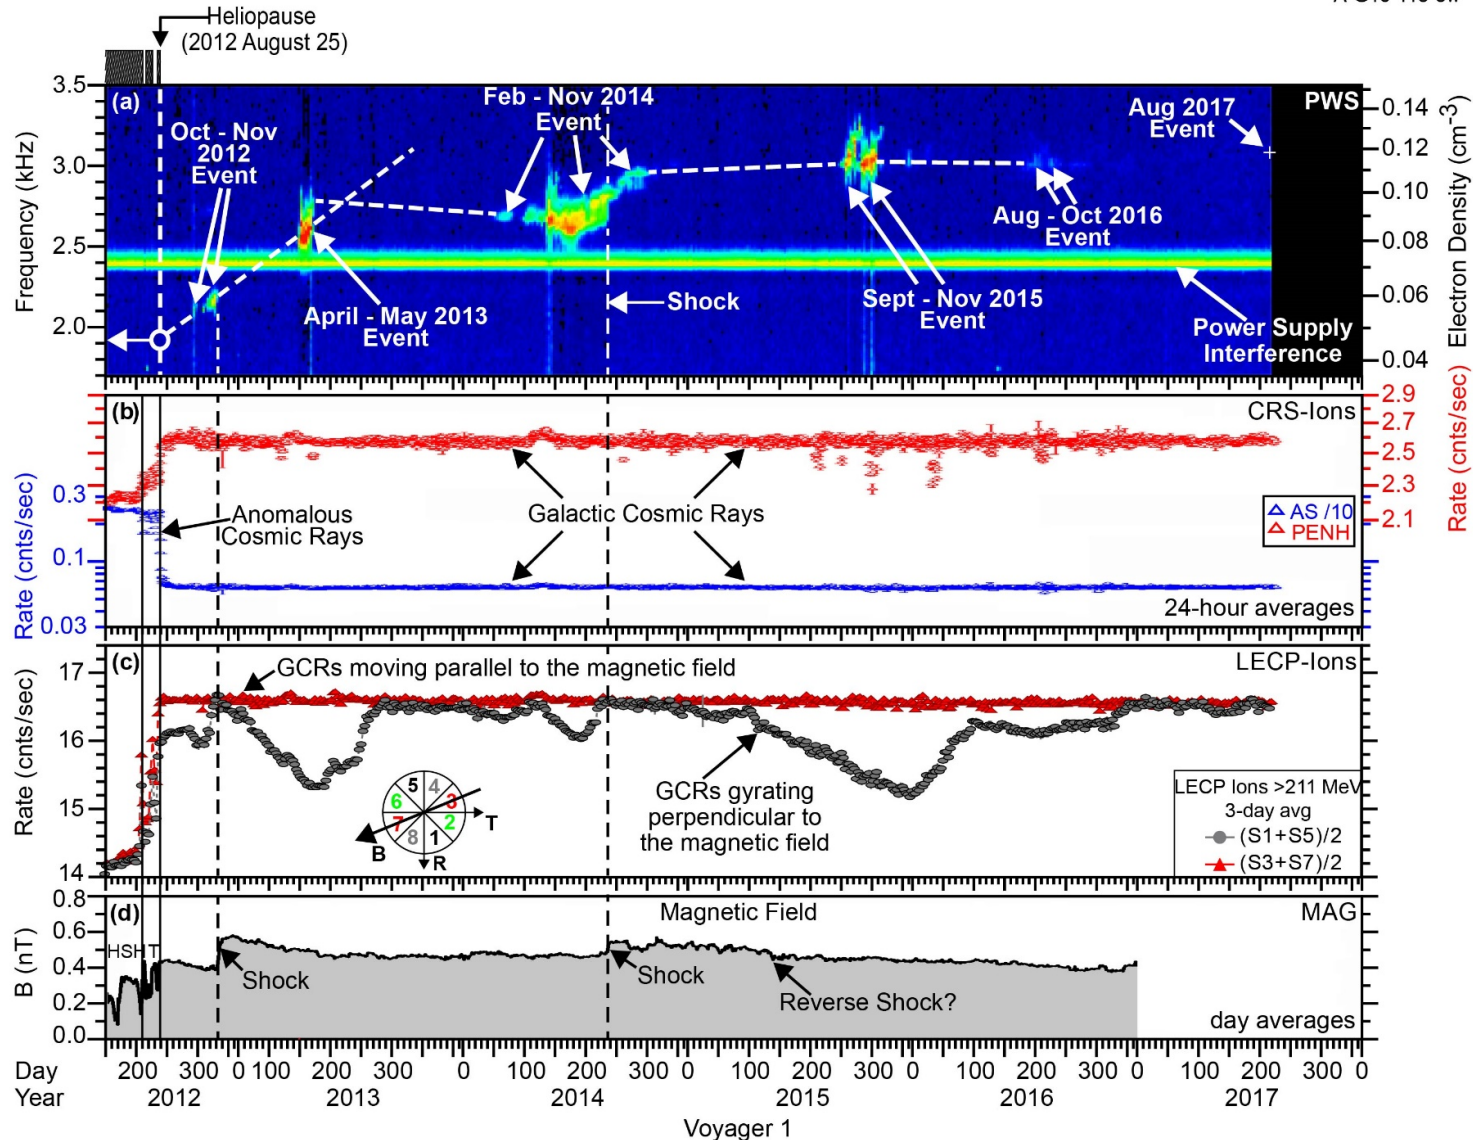 Heliopause
(2012 August 25)
3.5
3.0
2.5
2.0
Frequency (kHz)
(a)
PWS
Oct - Nov
2012
Event
Feb - Nov 2014
Event
Aug 2017
Event
April - May 2013
Event
Shock
Sept - Nov 2015
Event
Aug - Oct 2016
Event
Power Supply
Interference
0.14
0.12
0.10
0.08
0.06
0.04
Electron Density (cm-3)
(b)
CRS-Ions
0.3
0.1
0.03
Rate (cnts/sec)
Anomalous
Cosmic Rays
Galactic Cosmic Rays
AS /10
PENH
24-hour averages
2.9
2.7
2.5
2.3
2.1
Rate (cnts/sec)
(c)
LECP-Ions
17
16
15
14
Rate (cnts/sec)
GCRs moving parallel to the magnetic field
5 4
6 3
7 2
8 1
T
B
R
GCRs gyrating
perpendicular to
the magnetic field
LECP Ions >211 MeV
3-day avg
(S1+S5)/2
(S3+S7)/2
(d)
Magnetic Field
MAG
0.8
0.6
0.4
0.2
0.0
B (nT)
HSH T
Shock
Shock
Reverse Shock?
day averages
Day 200 300 0 100 200 300 0 100 200 300 0 100 200 300 0 100 200 300 0 100 200 300 0
Year 2012 2013 2014 2015 2016 2017
Voyager 1